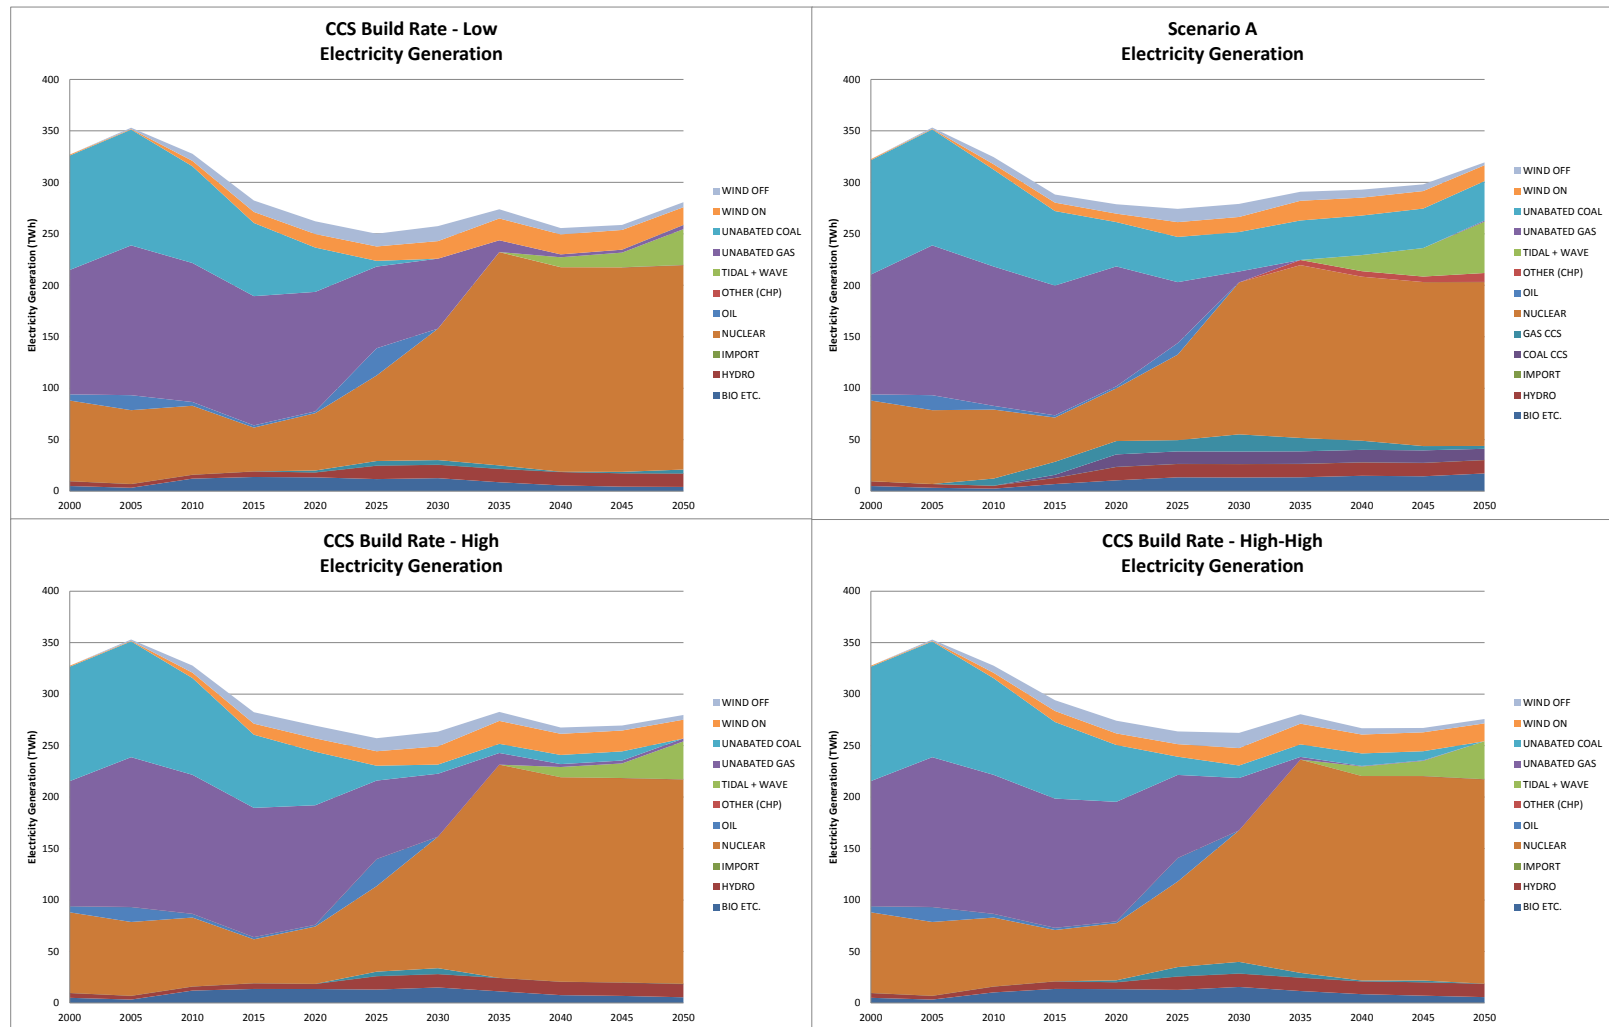 CCS Build Rate - Low
Electricity Generation
Electricity Generation (TWh)
400
350
300
250
200
150
100
50
0
2000 2005 2010 2015 2020 2025 2030 2035 2040 2045 2050
WIND OFF
WIND ON
UNABATED COAL
UNABATED GAS
TIDAL + WAVE
OTHER (CHP)
OIL
NUCLEAR
IMPORT
HYDRO
BIO ETC.
Scenario A
Electricity Generation
Electricity Generation (TWh)
400
350
300
250
200
150
100
50
0
2000 2005 2010 2015 2020 2025 2030 2035 2040 2045 2050
WIND OFF
WIND ON
UNABATED COAL
UNABATED GAS
TIDAL + WAVE
OTHER (CHP)
OIL
NUCLEAR
GAS CCS
COAL CCS
IMPORT
HYDRO
BIO ETC.
CCS Build Rate - High
Electricity Generation
Electricity Generation (TWh)
400
350
300
250
200
150
100
50
0
2000 2005 2010 2015 2020 2025 2030 2035 2040 2045 2050
WIND OFF
WIND ON
UNABATED COAL
UNABATED GAS
TIDAL + WAVE
OTHER (CHP)
OIL
NUCLEAR
IMPORT
HYDRO
BIO ETC.
CCS Build Rate - High-High
Electricity Generation
Electricity Generation (TWh)
400
350
300
250
200
150
100
50
0
2000 2005 2010 2015 2020 2025 2030 2035 2040 2045 2050
WIND OFF
WIND ON
UNABATED COAL
UNABATED GAS
TIDAL + WAVE
OTHER (CHP)
OIL
NUCLEAR
IMPORT
HYDRO
BIO ETC.